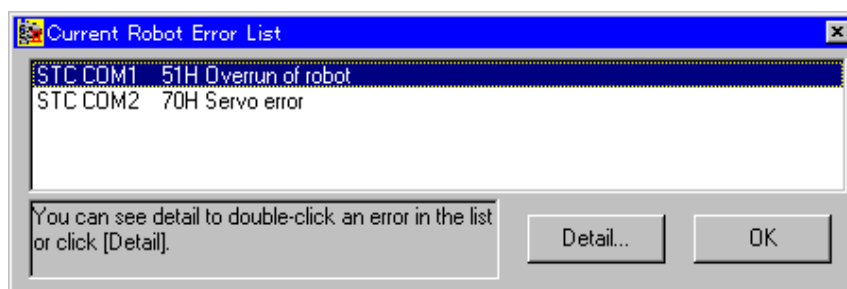 Current Robot Error List
STC COM1 51H Overrun of robot
STC COM2 70H Servo error
You can see detail to double-click an error in the list
or click [Detail].
Detail...
OK